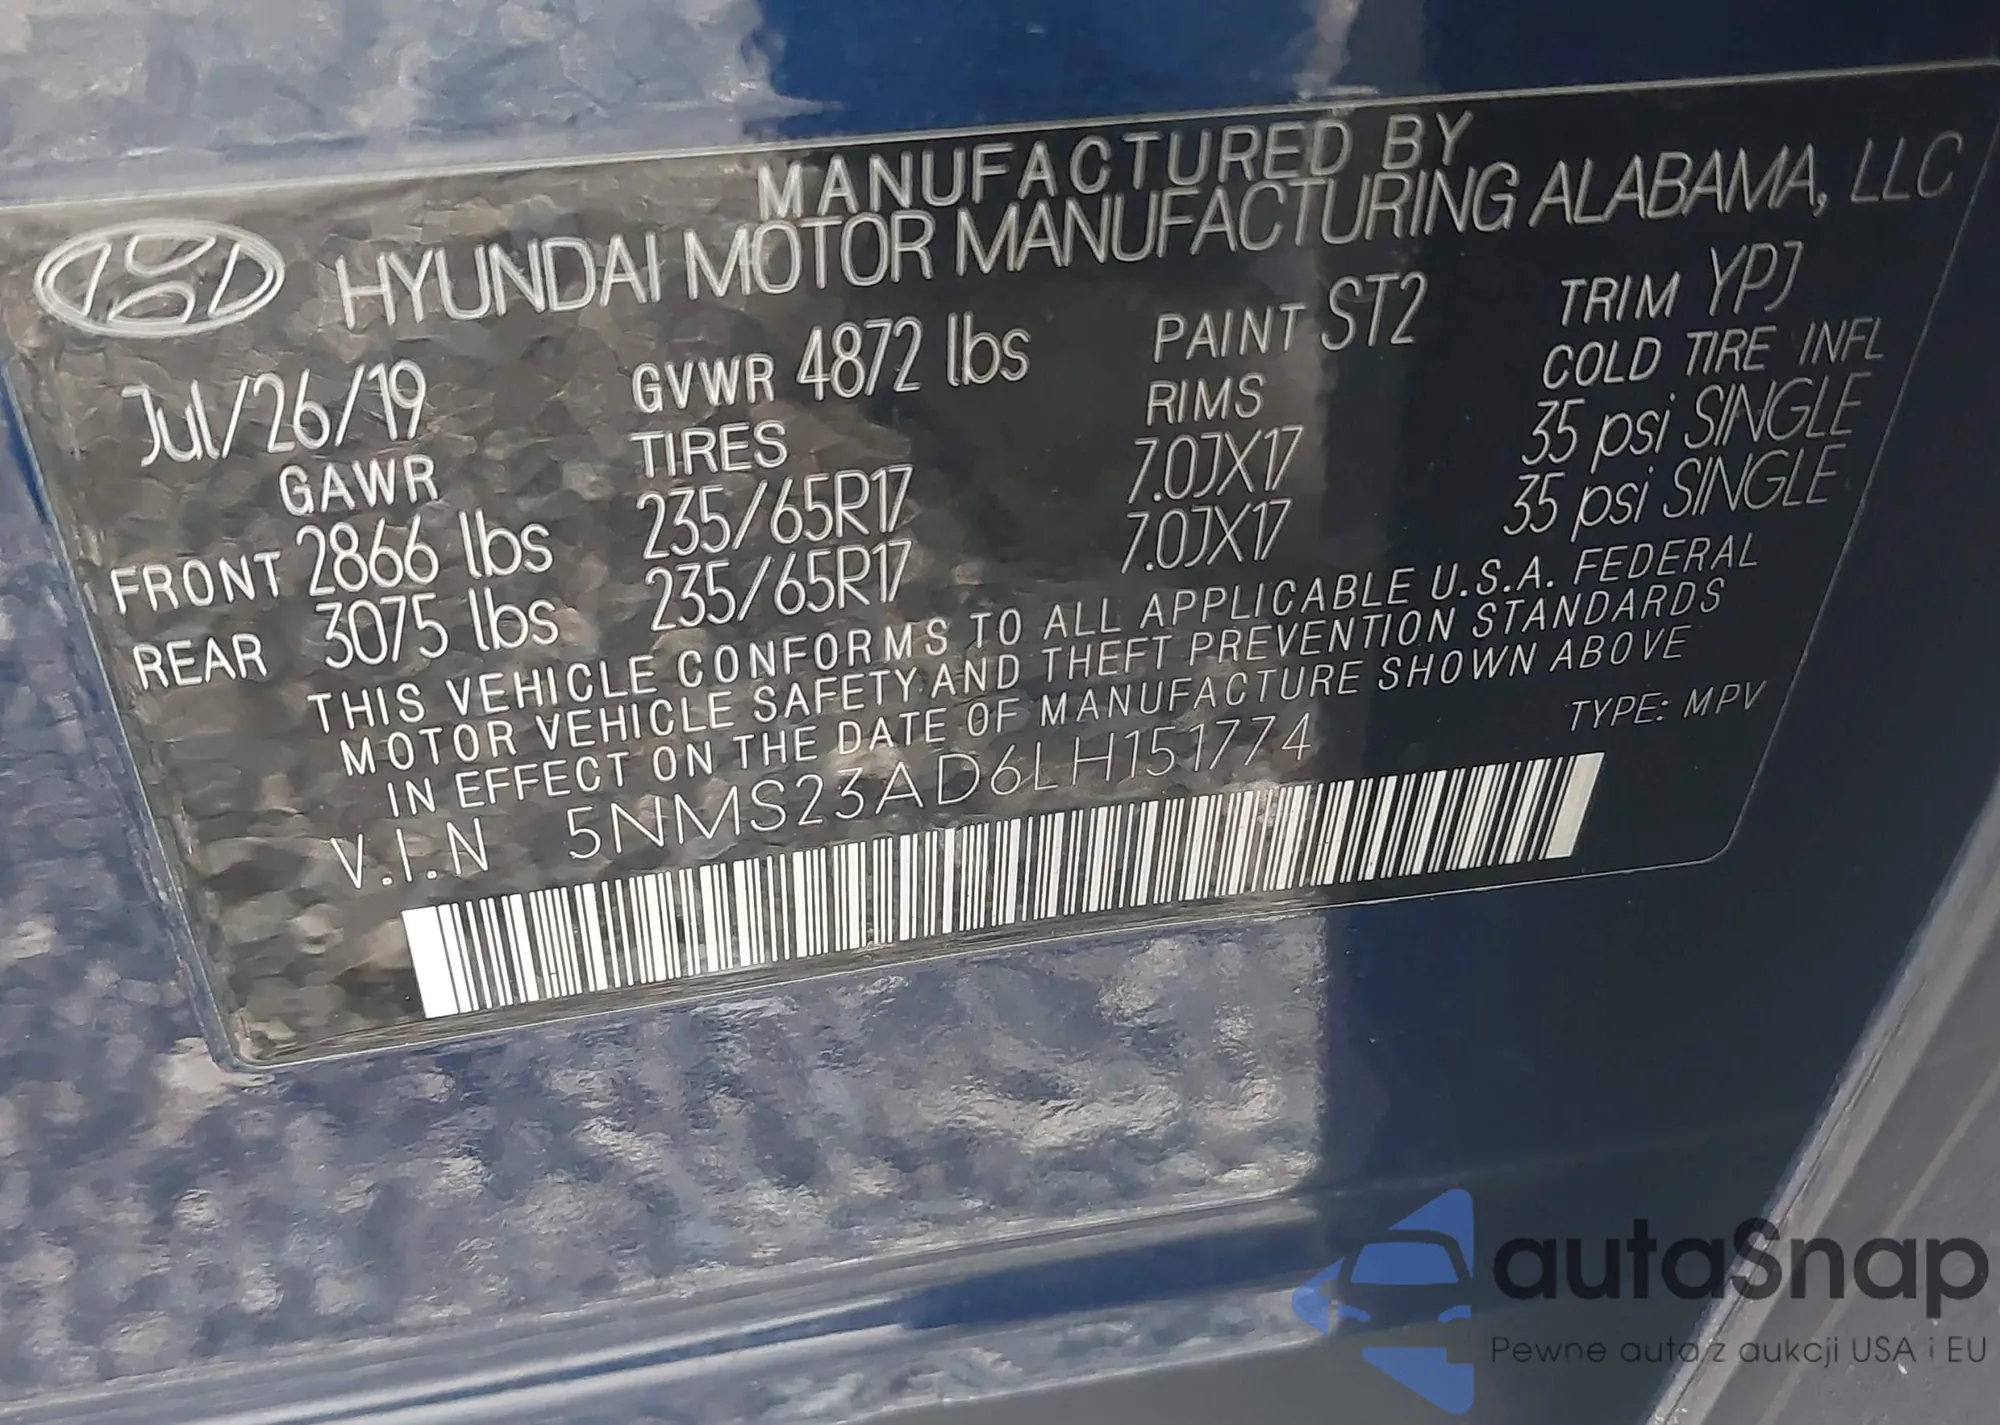 MANUFACTURED BY
HYUNDAI MOTOR MANUFACTURING ALABAMA, LLC
Jul/26/19 GVWR 4872 lbs PAINT ST2 TRIM YPJ
GAWR TIRES RIMS COLD TIRE INFL
FRONT 2866 lbs 235/65R17 7.0JX17 35 psi SINGLE
REAR 3075 lbs 235/65R17 7.0JX17 35 psi SINGLE
THIS VEHICLE CONFORMS TO ALL APPLICABLE U.S.A. FEDERAL
MOTOR VEHICLE SAFETY AND THEFT PREVENTION STANDARDS
IN EFFECT ON THE DATE OF MANUFACTURE SHOWN ABOVE
V.I.N 5NMS23AD6LH151774 TYPE: MPV
autaSnap
Pewne auta z aukcji USA i EU